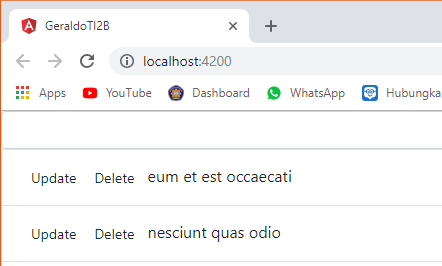 GeraldoTI2B
localhost:4200
Apps YouTube Dashboard WhatsApp Hubungka
Update Delete eum et est occaecati
Update Delete nesciunt quas odio